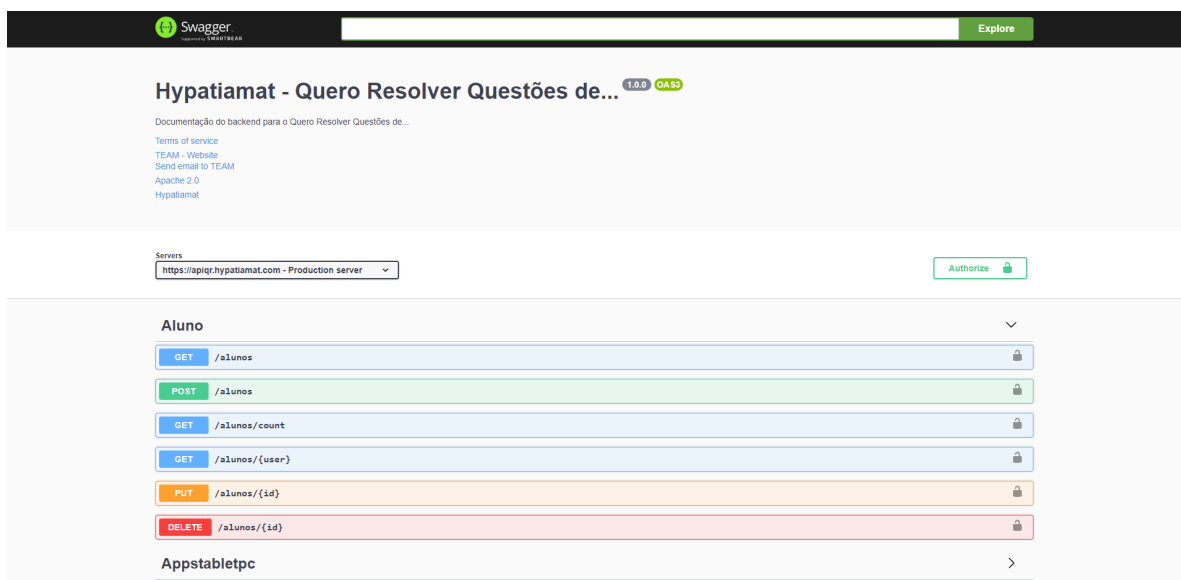 Swagger.
Supported by SMARTBEAR
Explore
Hypatiamat - Quero Resolver Questões de... 1.0.0 OAS3
Documentação do backend para o Quero Resolver Questões de...
Terms of service
TEAM - Website
Send email to TEAM
Apache 2.0
Hypatiamat
Servers
https://apiqr.hypatiamat.com - Production server
Authorize
Aluno
GET /alunos
POST /alunos
GET /alunos/count
GET /alunos/{user}
PUT /alunos/{id}
DELETE /alunos/{id}
Appstabletpc